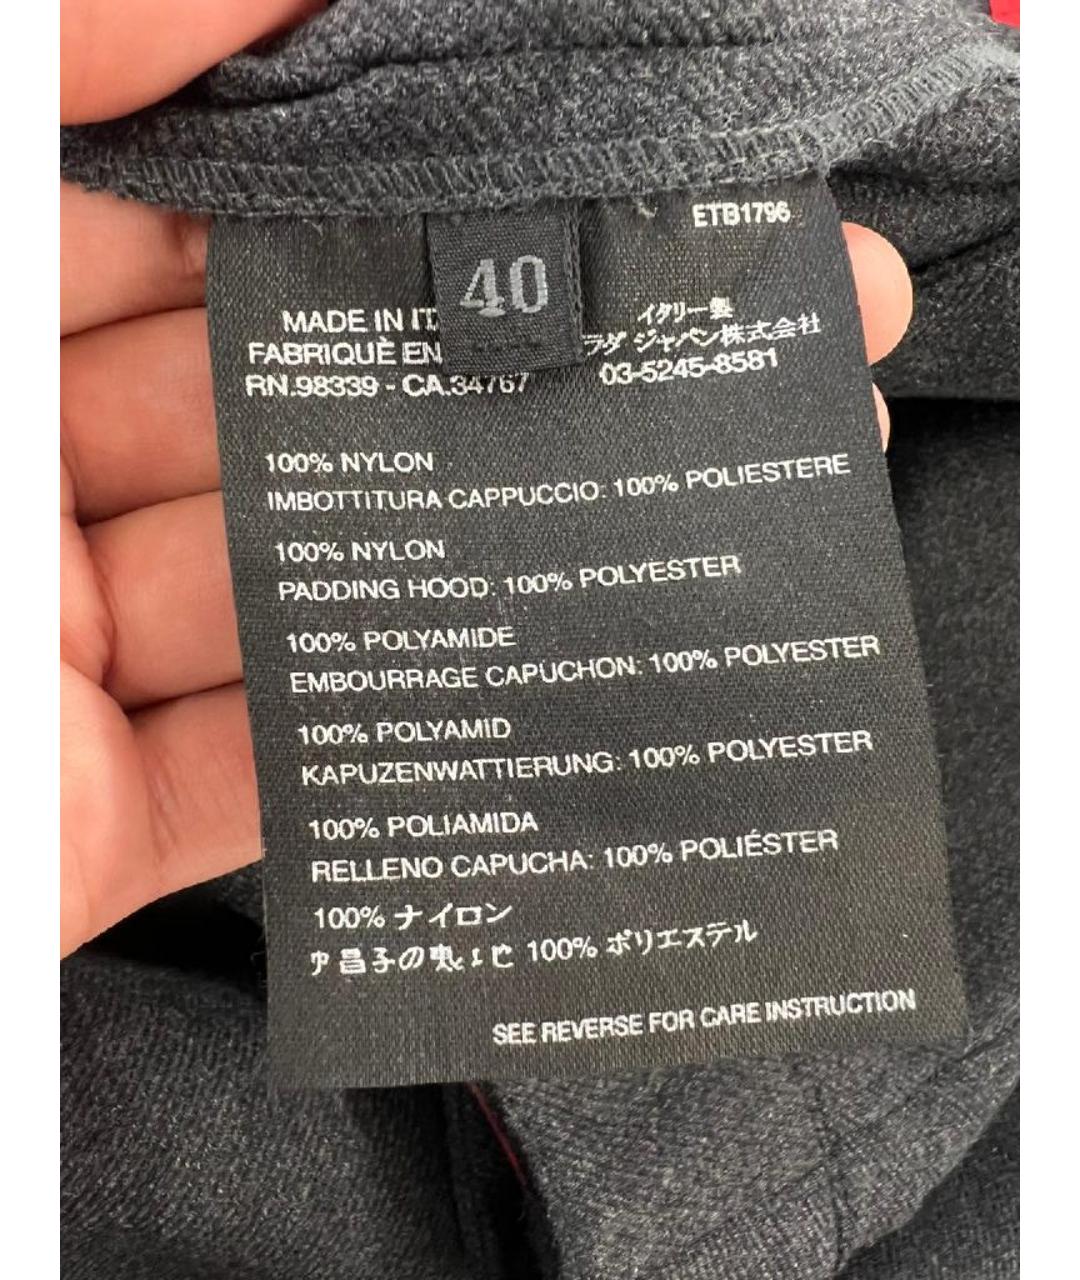 ETB1796
40
MADE IN IT
FABRIQUÈ EN
RN.98339 - CA.34767
イタリー製
ラダ ジャパン株式会社
03-5245-8581
100% NYLON
IMBOTTITURA CAPPUCCIO: 100% POLIESTERE
100% NYLON
PADDING HOOD: 100% POLYESTER
100% POLYAMIDE
EMBOURRAGE CAPUCHON: 100% POLYESTER
100% POLYAMID
KAPUZENWATTIERUNG: 100% POLYESTER
100% POLIAMIDA
RELLENO CAPUCHA: 100% POLIÉSTER
100% ナイロン
100% ポリエステル
SEE REVERSE FOR CARE INSTRUCTION